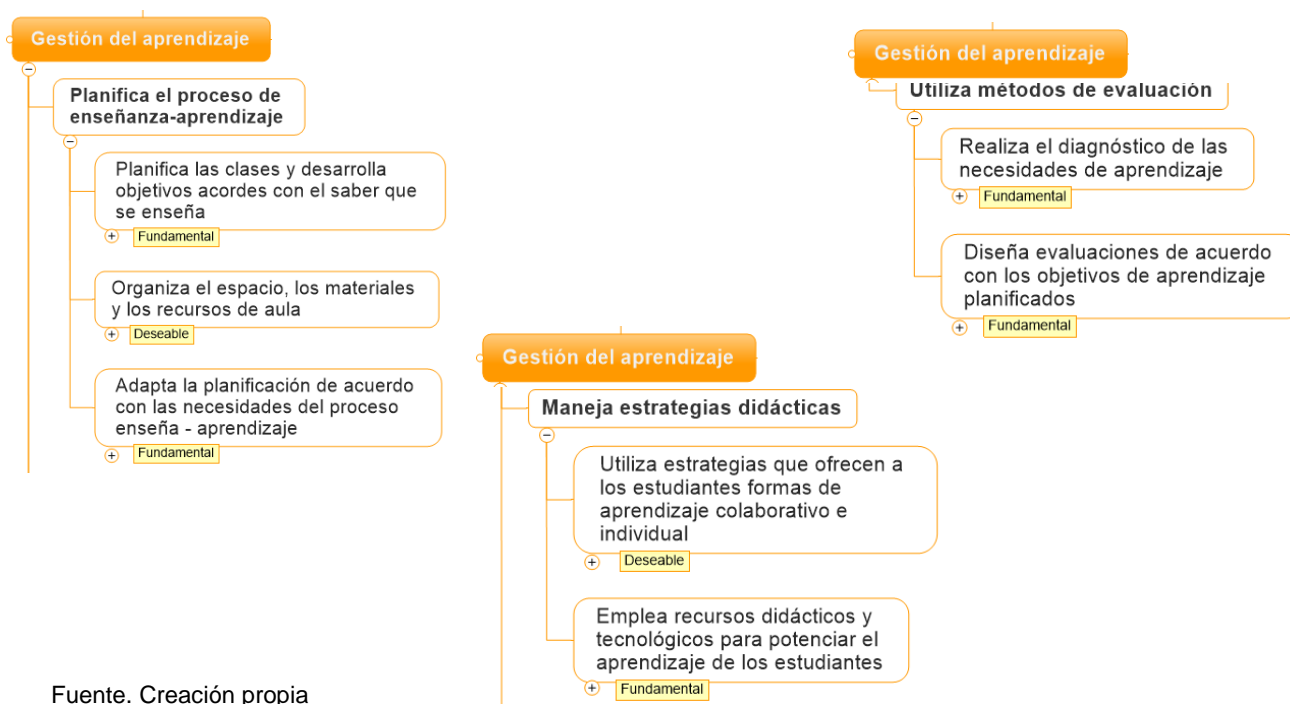 Gestión del aprendizaje
Planifica el proceso de
enseñanza-aprendizaje
Planifica las clases y desarrolla
objetivos acordes con el saber que
se enseña
Fundamental
Organiza el espacio, los materiales
y los recursos de aula
Deseable
Adapta la planificación de acuerdo
con las necesidades del proceso
enseña - aprendizaje
Fundamental
Gestión del aprendizaje
Maneja estrategias didácticas
Utiliza estrategias que ofrecen a
los estudiantes formas de
aprendizaje colaborativo e
individual
Deseable
Emplea recursos didácticos y
tecnológicos para potenciar el
aprendizaje de los estudiantes
Fundamental
Gestión del aprendizaje
Utiliza métodos de evaluación
Realiza el diagnóstico de las
necesidades de aprendizaje
Fundamental
Diseña evaluaciones de acuerdo
con los objetivos de aprendizaje
planificados
Fundamental
Fuente. Creación propia